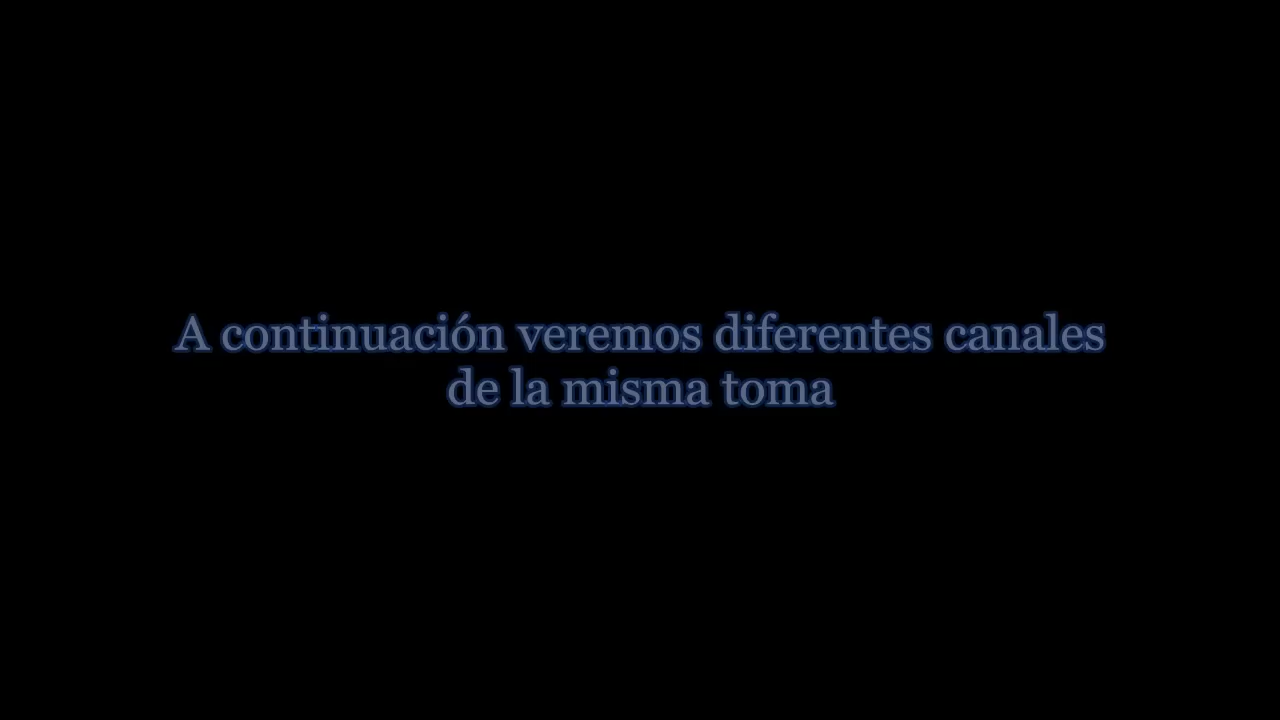 A continuación veremos diferentes canales
de la misma toma